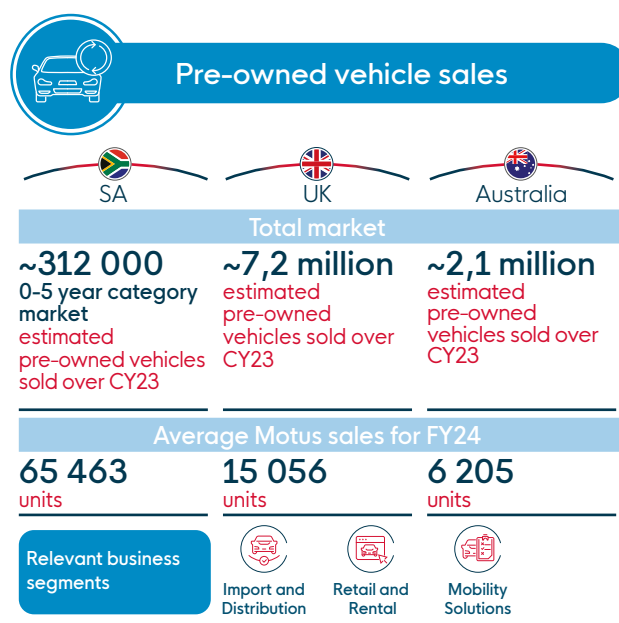 Pre-owned vehicle sales
SA
UK
Australia
Total market
~312 000
0-5 year category
market
estimated
pre-owned vehicles
sold over CY23
~7,2 million
estimated
pre-owned
vehicles sold over
CY23
~2,1 million
estimated
pre-owned
vehicles sold over
CY23
Average Motus sales for FY24
65 463
units
15 056
units
6 205
units
Relevant business
segments
Import and
Distribution
Retail and
Rental
Mobility
Solutions